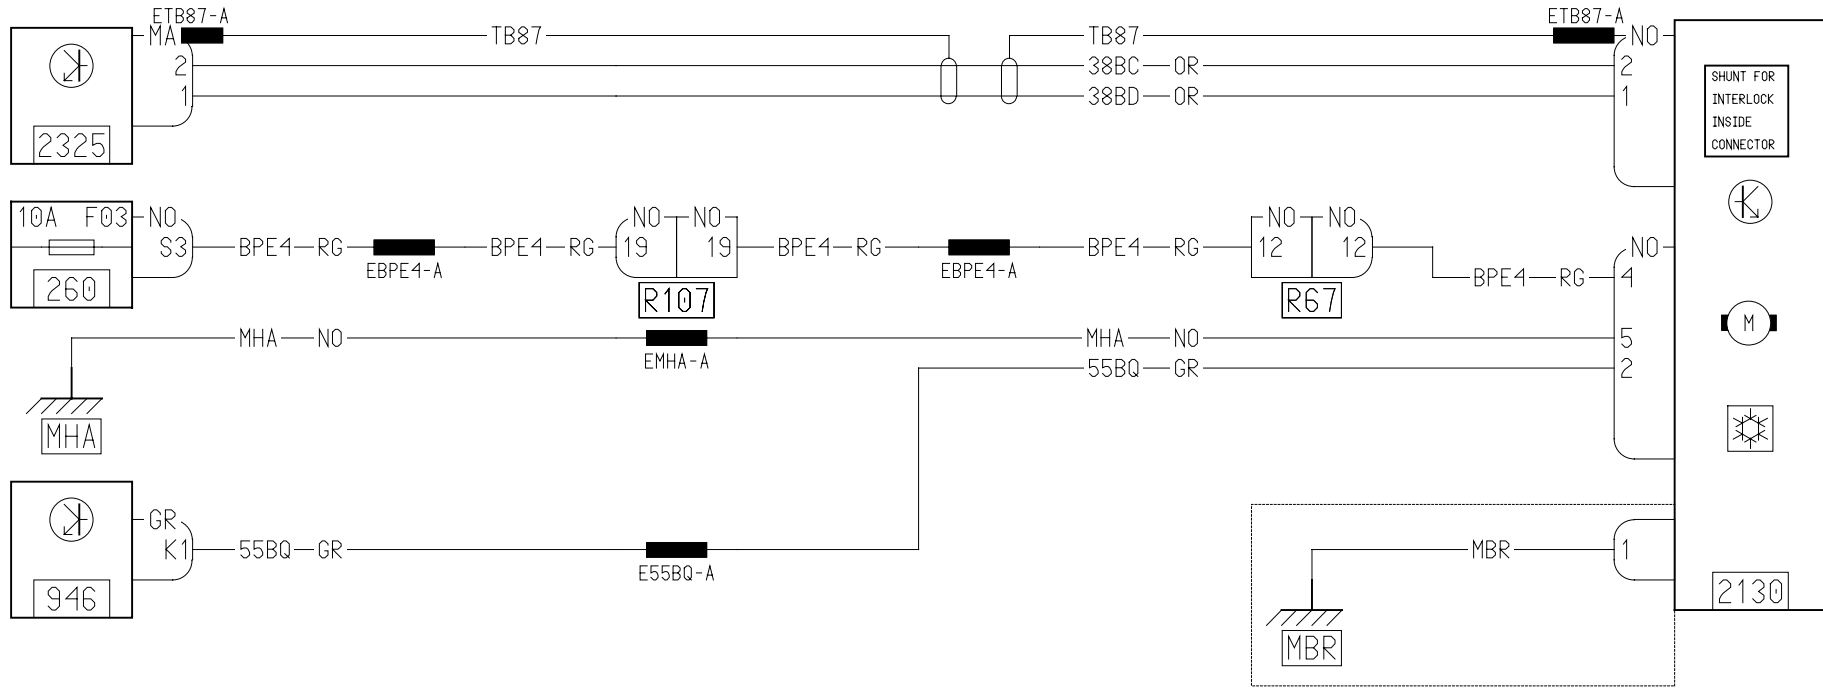 ETB87-A ETB87-A
MA TB87 TB87 NO
2 38BC OR 2
1 38BD OR 1
SHUNT FOR
INTERLOCK
INSIDE
CONNECTOR
2325
10A F03 NO NO NO NO NO
S3 BPE4 RG BPE4 RG 19 19 BPE4 RG BPE4 RG 12 12 NO
EBPE4-A EBPE4-A BPE4 RG 4
260 R107 R67
MHA NO MHA NO 5
M
EMHA-A 55BQ GR 2
MHA
GR
K1 55BQ GR MBR 1
E55BQ-A
946 2130
MBR